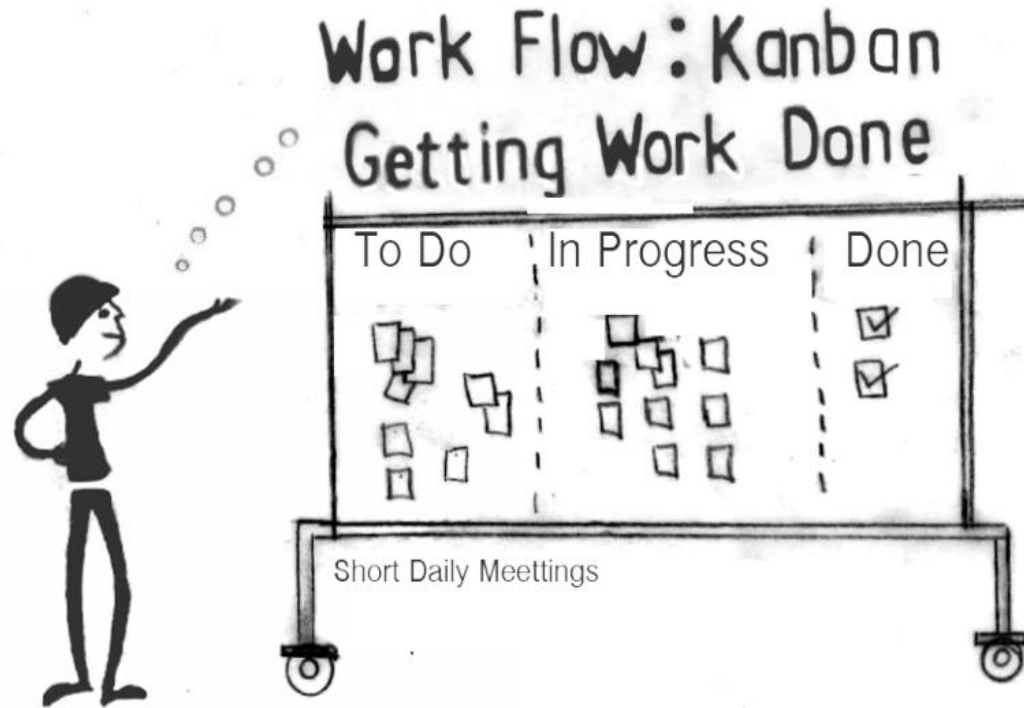 Work Flow: Kanban
Getting Work Done
To Do
In Progress
Done
Short Daily Meettings